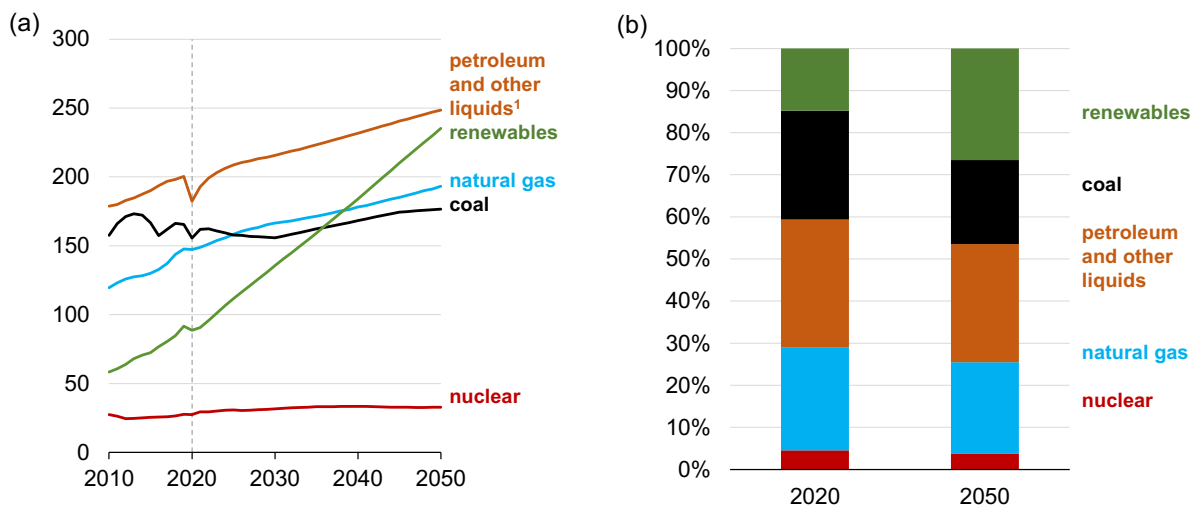 (a)
300
250
200
150
100
50
0
2010 2020 2030 2040 2050
petroleum
and other
liquids¹
renewables
natural gas
coal
nuclear
(b)
100%
90%
80%
70%
60%
50%
40%
30%
20%
10%
0%
2020 2050
renewables
coal
petroleum
and other
liquids
natural gas
nuclear